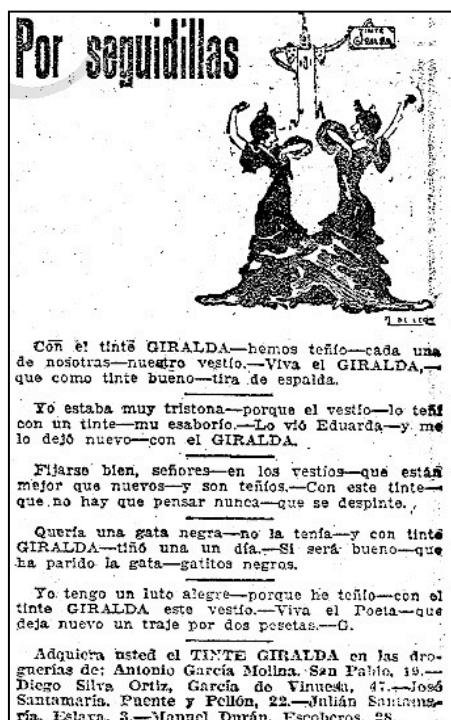 Por seguidillas
TINTE
Con el tinte GIRALDA—hemos teñío—cada una
de nosotras—nuestro vestío.—Viva el GIRALDA,—
que como tinte bueno—tira de espalda.
Yo estaba muy tristona—porque el vestío—lo teñí
con un tinte—mu esaborío.—Lo vió Eduarda—y me
lo dejó nuevo—con el GIRALDA.
Fijarse bien, señores—en los vestíos—que están
mejor que nuevos—y son teñíos.—Con este tinte—
que no hay que pensar nunca—que se despinte.
Quería una gata negra—no la tenía—y con tinte
GIRALDA—tiñó una un día.—Si será bueno—que
ha parido la gata—gatitos negros.
Yo tengo un luto alegre—porque he teñío—con el
tinte GIRALDA este vestío.—Viva el Poeta—que
deja nuevo un traje por dos pesetas.—G.
Adquiera usted el TINTE GIRALDA en las dro-
guerías de: Antonio García Molina. San Pablo, 19.—
Diego Silva Ortiz, García de Vinuesa, 47.—José
Santamaría. Puente y Pellón, 22.—Julián Santama-
ría. Eslava, 3.—Manuel Durán. Escoberos, 28